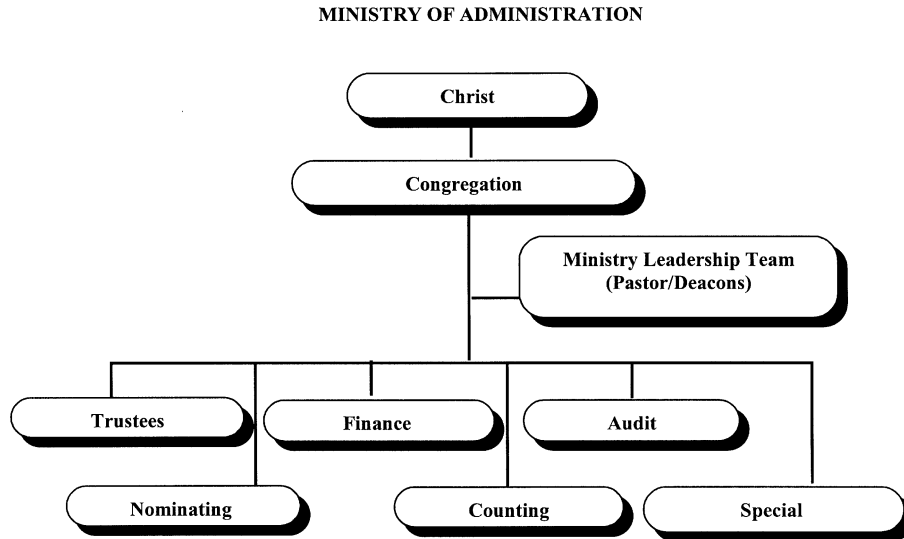 MINISTRY OF ADMINISTRATION
Christ
Congregation
Ministry Leadership Team
(Pastor/Deacons)
Trustees
Finance
Audit
Nominating
Counting
Special